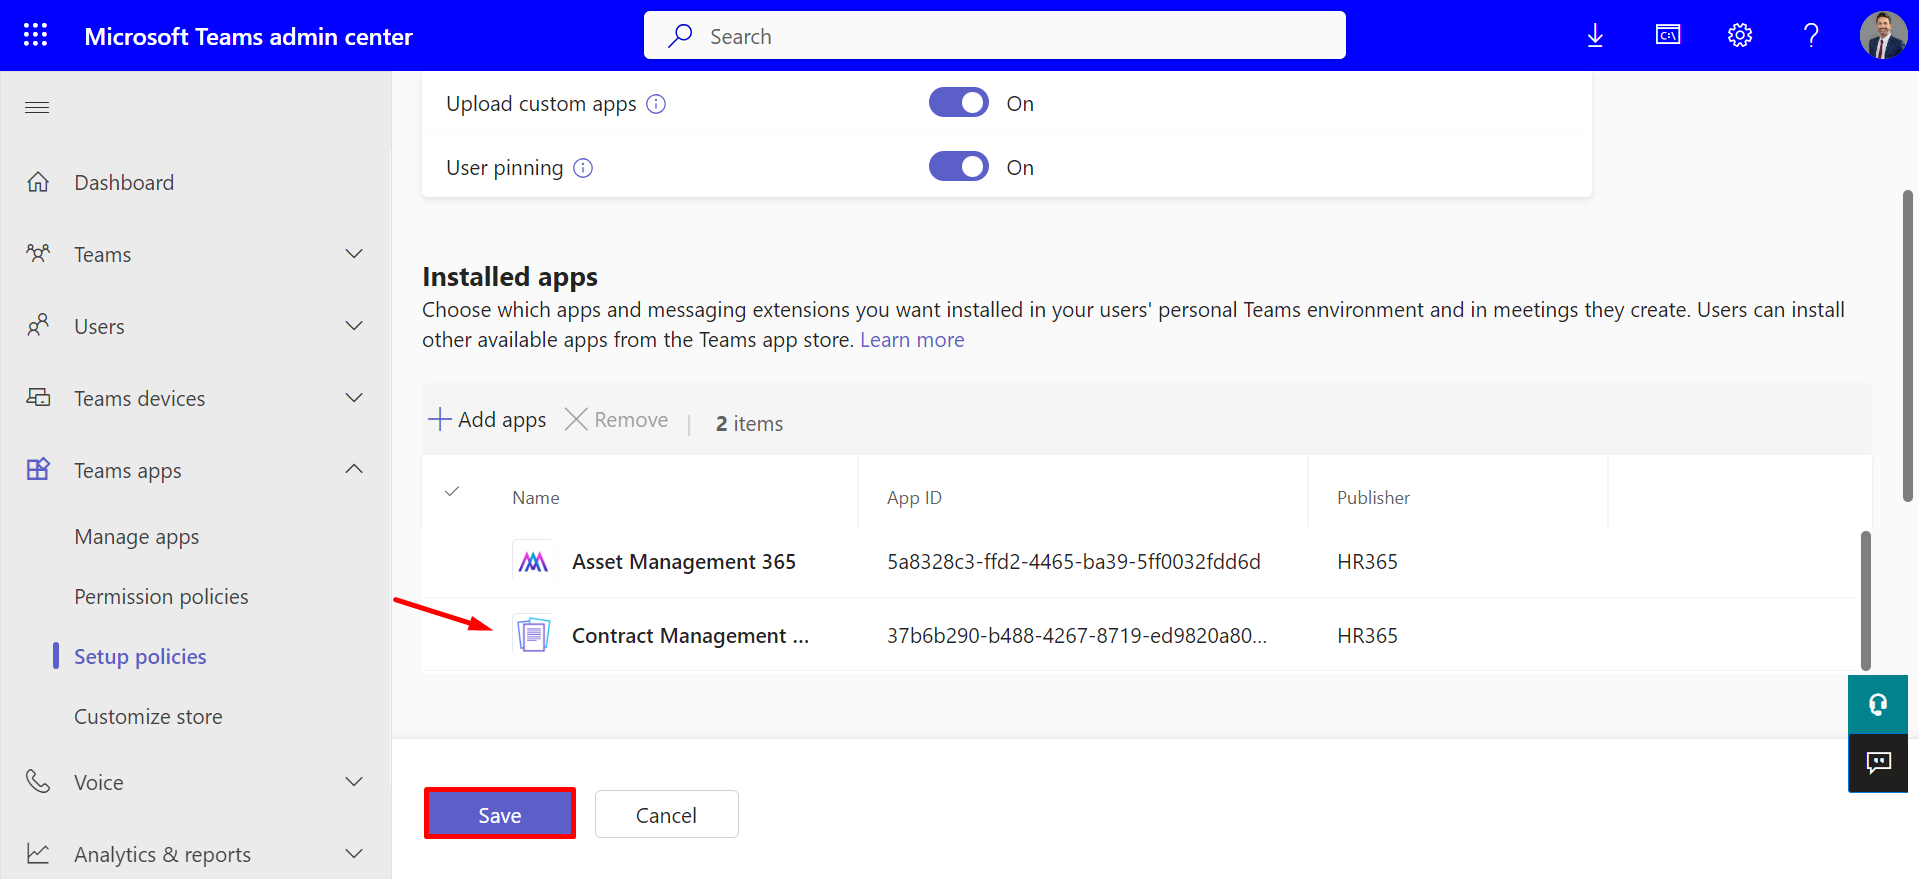 Microsoft Teams admin center
Search
C:\
Dashboard
Teams
Users
Teams devices
Teams apps
Manage apps
Permission policies
Setup policies
Customize store
Voice
Analytics & reports
Upload custom apps
On
User pinning
On
Installed apps
Choose which apps and messaging extensions you want installed in your users' personal Teams environment and in meetings they create. Users can install
other available apps from the Teams app store. Learn more
Add apps
Remove
2 items
Name App ID Publisher
Asset Management 365 5a8328c3-ffd2-4465-ba39-5ff0032fdd6d HR365
Contract Management ... 37b6b290-b488-4267-8719-ed9820a80... HR365
Save
Cancel